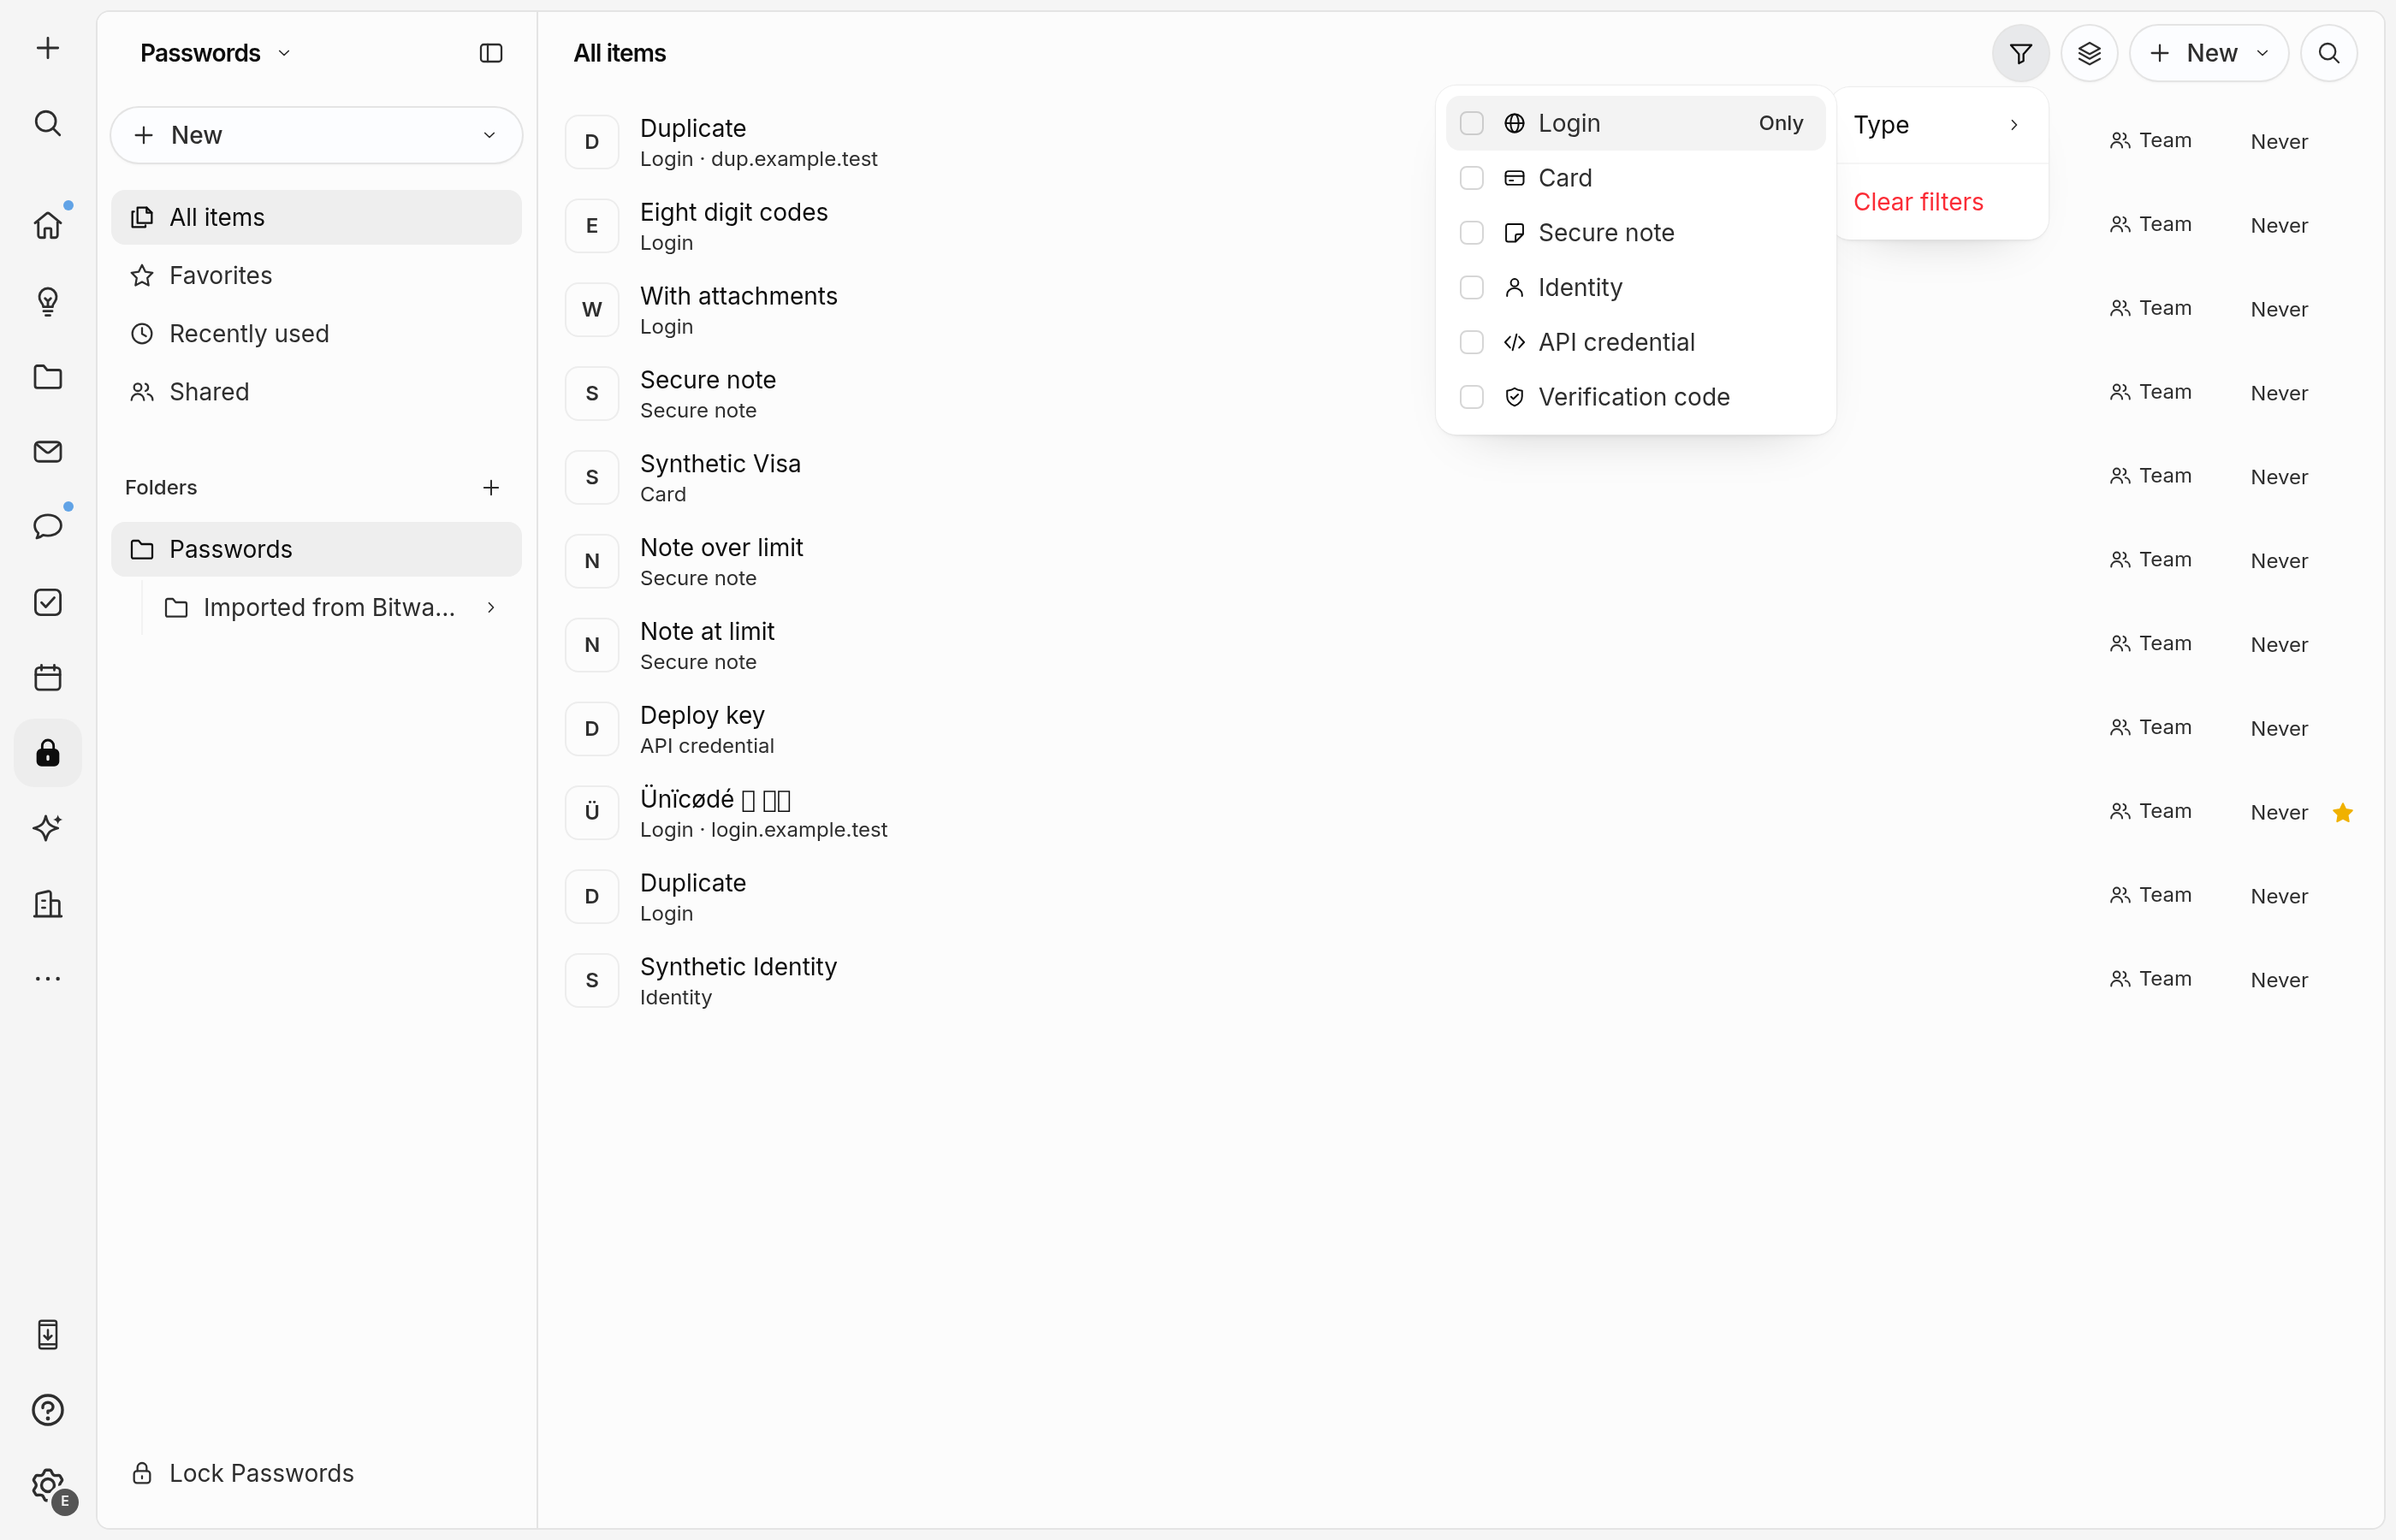 Passwords
New
All items
Favorites
Recently used
Shared
Folders
Passwords
Imported from Bitwa...
Lock Passwords
E
All items
New
D
Duplicate
Login · dup.example.test
Team
Never
E
Eight digit codes
Login
Team
Never
W
With attachments
Login
Team
Never
S
Secure note
Secure note
Team
Never
S
Synthetic Visa
Card
Team
Never
N
Note over limit
Secure note
Team
Never
N
Note at limit
Secure note
Team
Never
D
Deploy key
API credential
Team
Never
Ü
Ünïcødé
Login · login.example.test
Team
Never
D
Duplicate
Login
Team
Never
S
Synthetic Identity
Identity
Team
Never
Type
Clear filters
Login
Only
Card
Secure note
Identity
API credential
Verification code